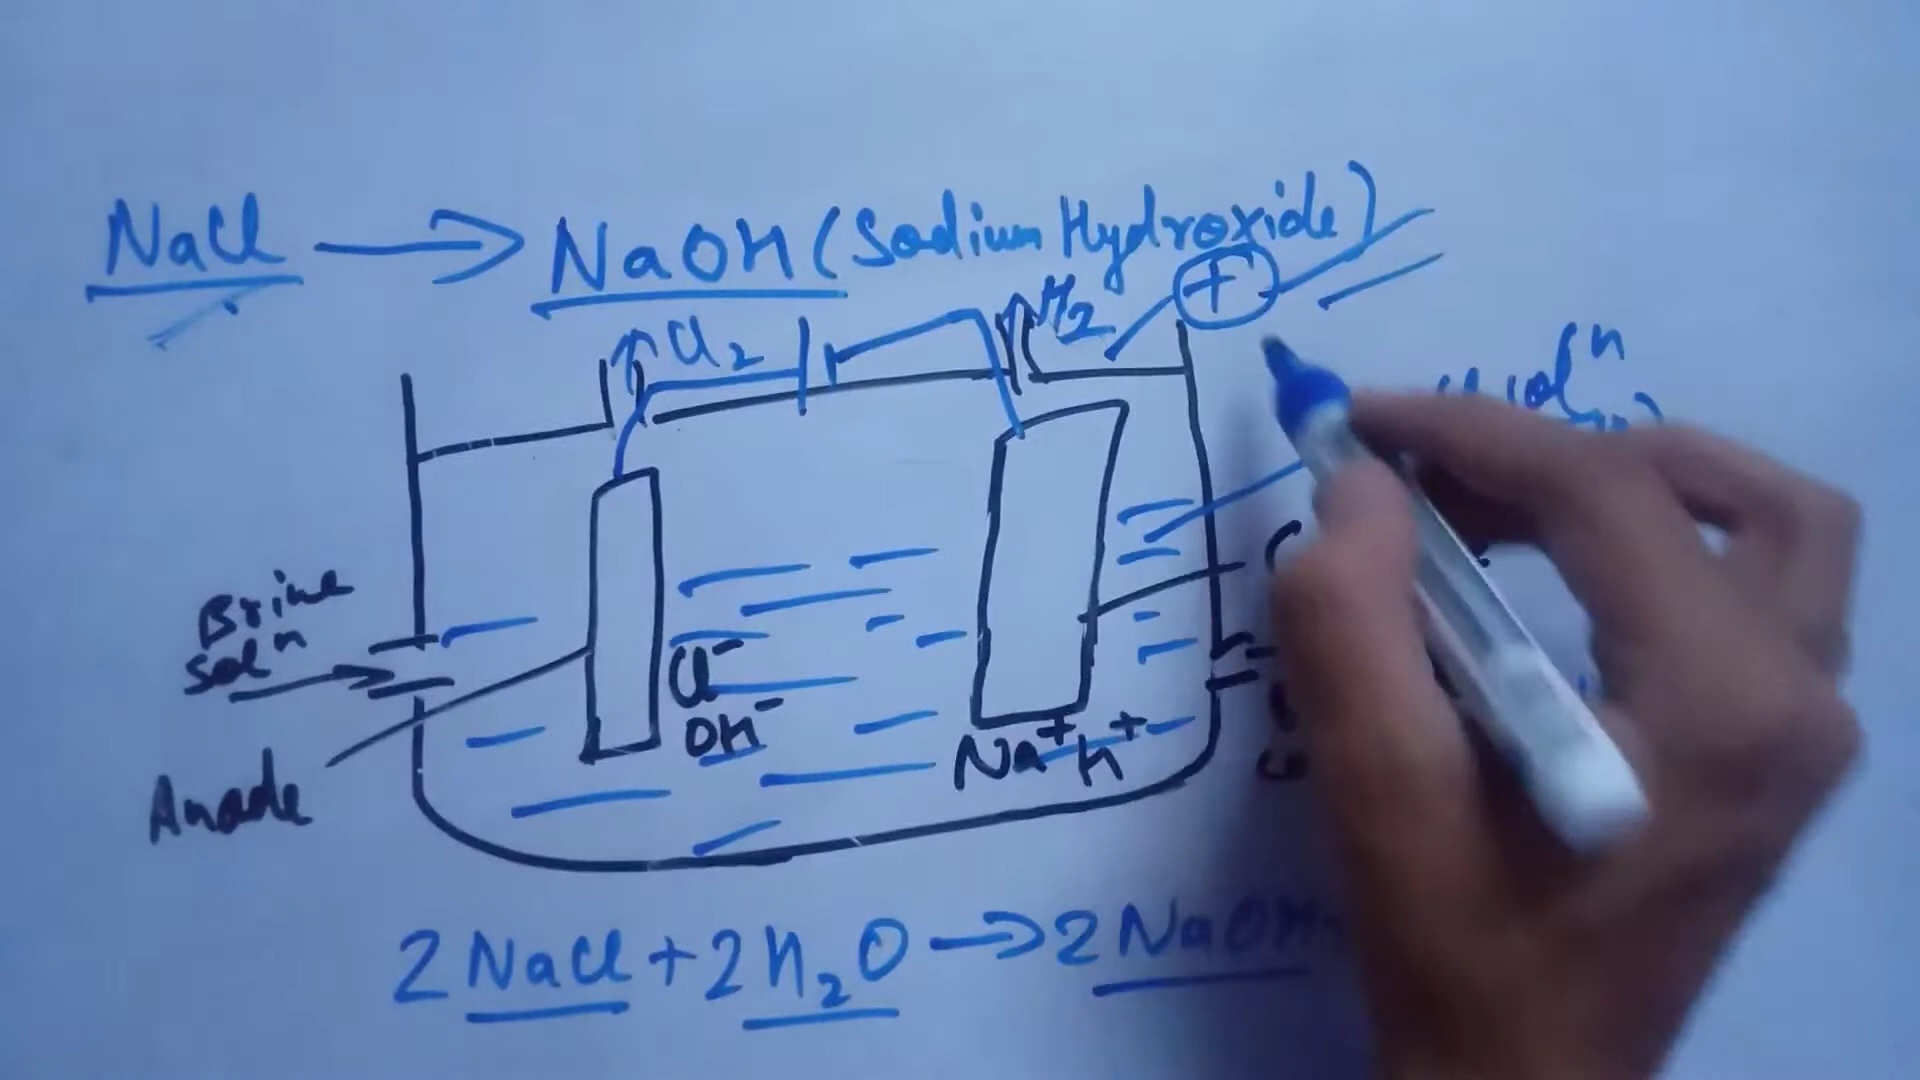 NaCl → NaOH (Sodium Hydroxide)
+
↑ Cl2
↑ H2
Brine
Soln
Cl-
OH-
Na+ H+
Anode
2NaCl + 2H2O → 2NaOH